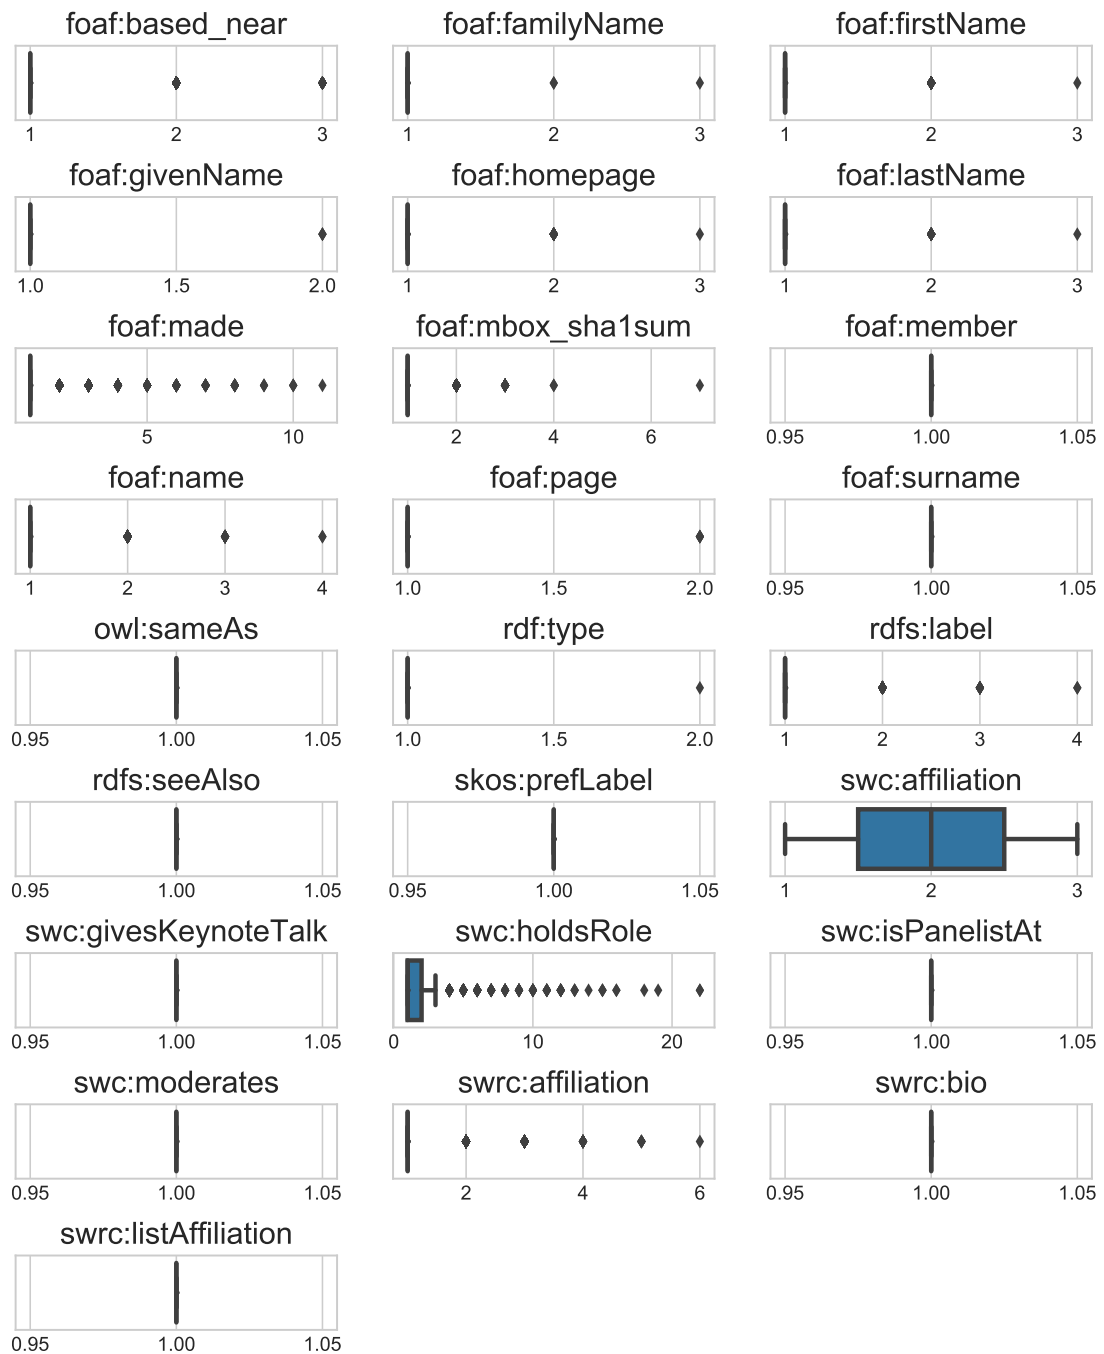 foaf:based_near foaf:familyName foaf:firstName
1 2 3 1 2 3 1 2 3
foaf:givenName foaf:homepage foaf:lastName
1.0 1.5 2.0 1 2 3 1 2 3
foaf:made foaf:mbox_sha1sum foaf:member
5 10 2 4 6 0.95 1.00 1.05
foaf:name foaf:page foaf:surname
1 2 3 4 1.0 1.5 2.0 0.95 1.00 1.05
owl:sameAs rdf:type rdfs:label
0.95 1.00 1.05 1.0 1.5 2.0 1 2 3 4
rdfs:seeAlso skos:prefLabel swc:affiliation
0.95 1.00 1.05 0.95 1.00 1.05 1 2 3
swc:givesKeynoteTalk swc:holdsRole swc:isPanelistAt
0.95 1.00 1.05 0 10 20 0.95 1.00 1.05
swc:moderates swrc:affiliation swrc:bio
0.95 1.00 1.05 2 4 6 0.95 1.00 1.05
swrc:listAffiliation
0.95 1.00 1.05